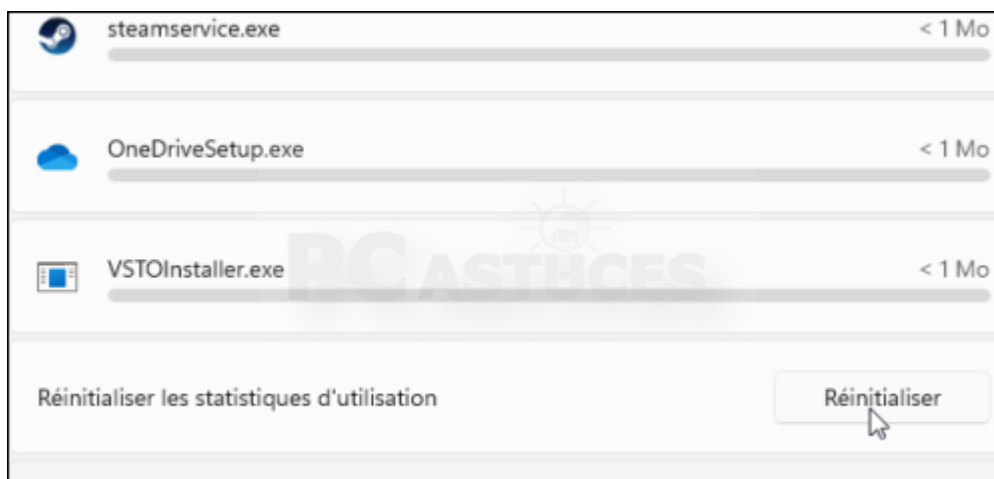 steamservice.exe < 1 Mo
OneDriveSetup.exe < 1 Mo
PC ASTUCES
VSTOInstaller.exe < 1 Mo
Réinitialiser les statistiques d'utilisation Réinitialiser